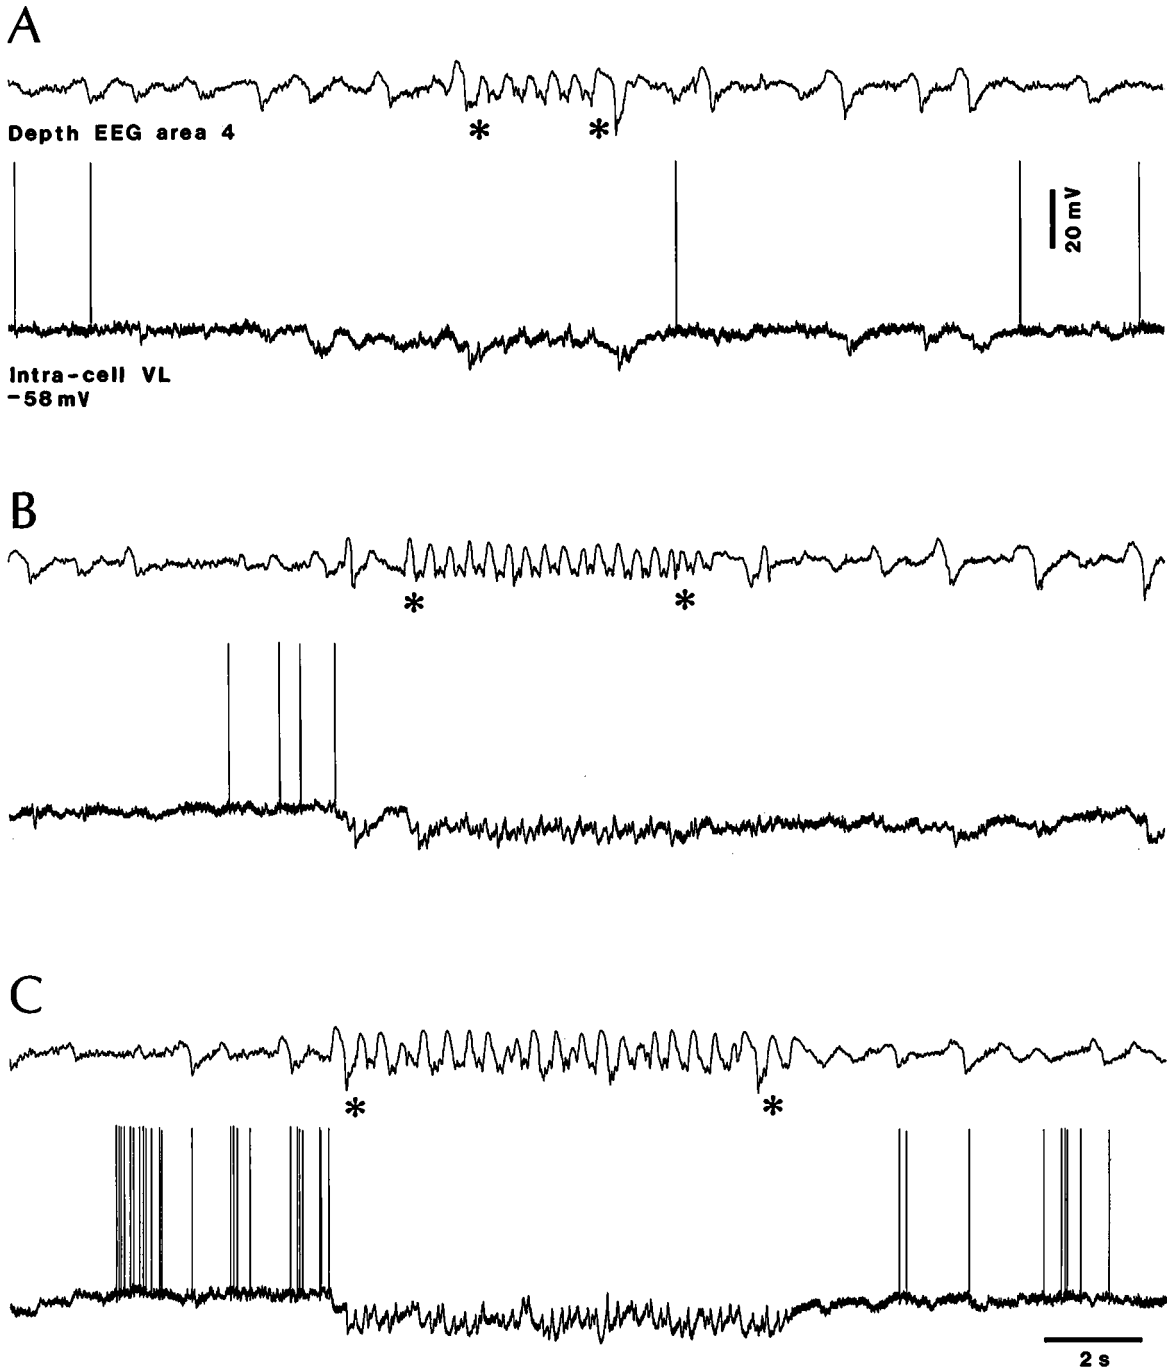 A
Depth EEG area 4
* *
20 mV
Intra-cell VL
-58 mV
B
* *
C
* *
2 s